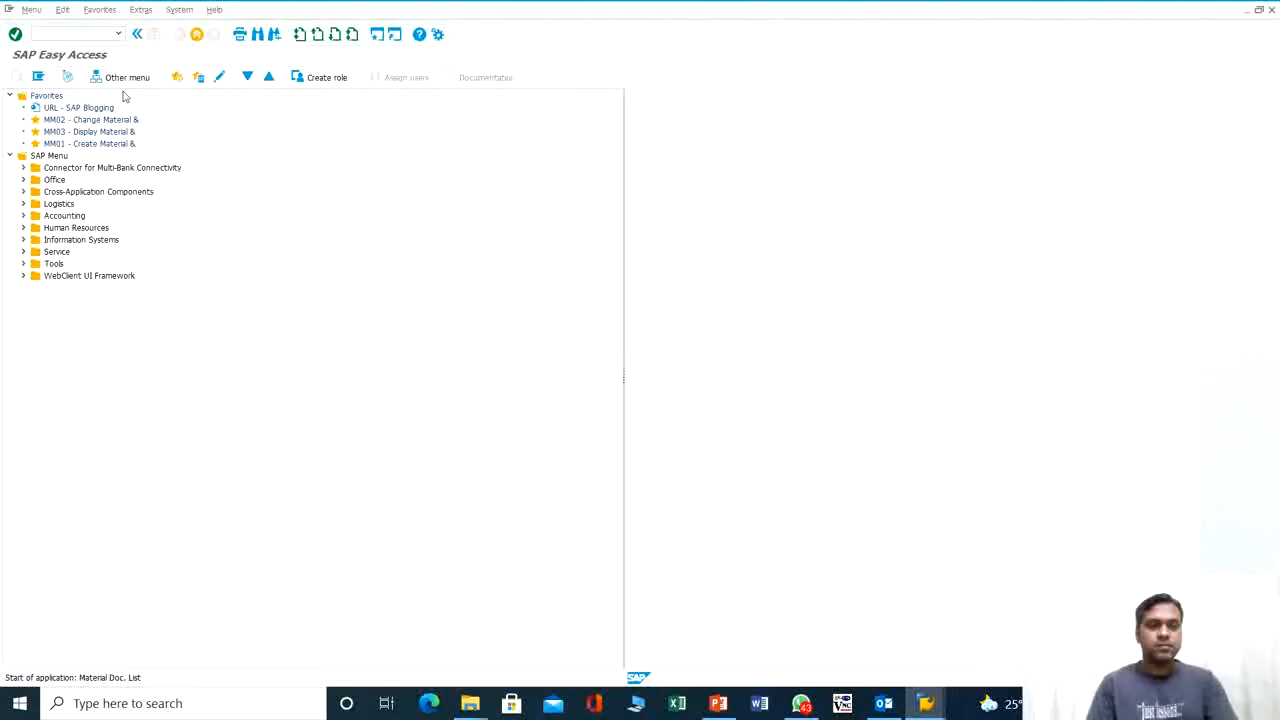 Menu Edit Favorites Extras System Help
SAP Easy Access
Other menu Create role Assign users Documentation
Favorites
URL - SAP Blogging
MM02 - Change Material &
MM03 - Display Material &
MM01 - Create Material &
SAP Menu
Connector for Multi-Bank Connectivity
Office
Cross-Application Components
Logistics
Accounting
Human Resources
Information Systems
Service
Tools
WebClient UI Framework
Start of application: Material Doc. List
SAP
Type here to search
43
25°